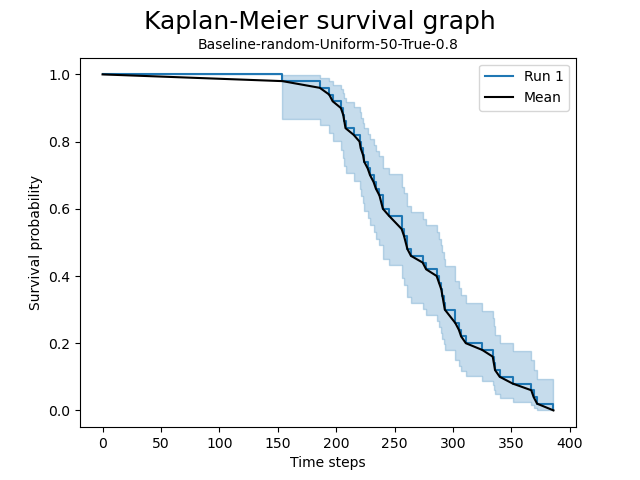 Kaplan-Meier survival graph
Baseline-random-Uniform-50-True-0.8
Run 1
Mean
Survival probability
1.0
0.8
0.6
0.4
0.2
0.0
0 50 100 150 200 250 300 350 400
Time steps